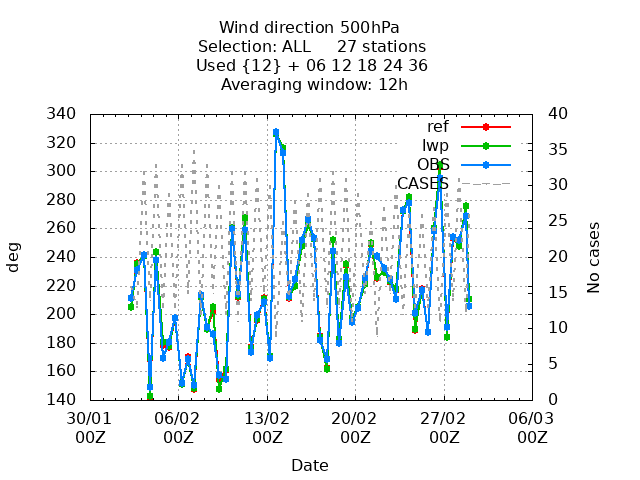 Wind direction 500hPa
Selection: ALL     27 stations
Used {12} + 06 12 18 24 36
Averaging window: 12h
340
320
300
280
260
240
220
200
180
160
140
deg
40
35
30
25
20
15
10
5
0
No cases
ref
lwp
OBS
CASES
30/01 06/02 13/02 20/02 27/02 06/03
00Z 00Z 00Z 00Z 00Z 00Z
Date